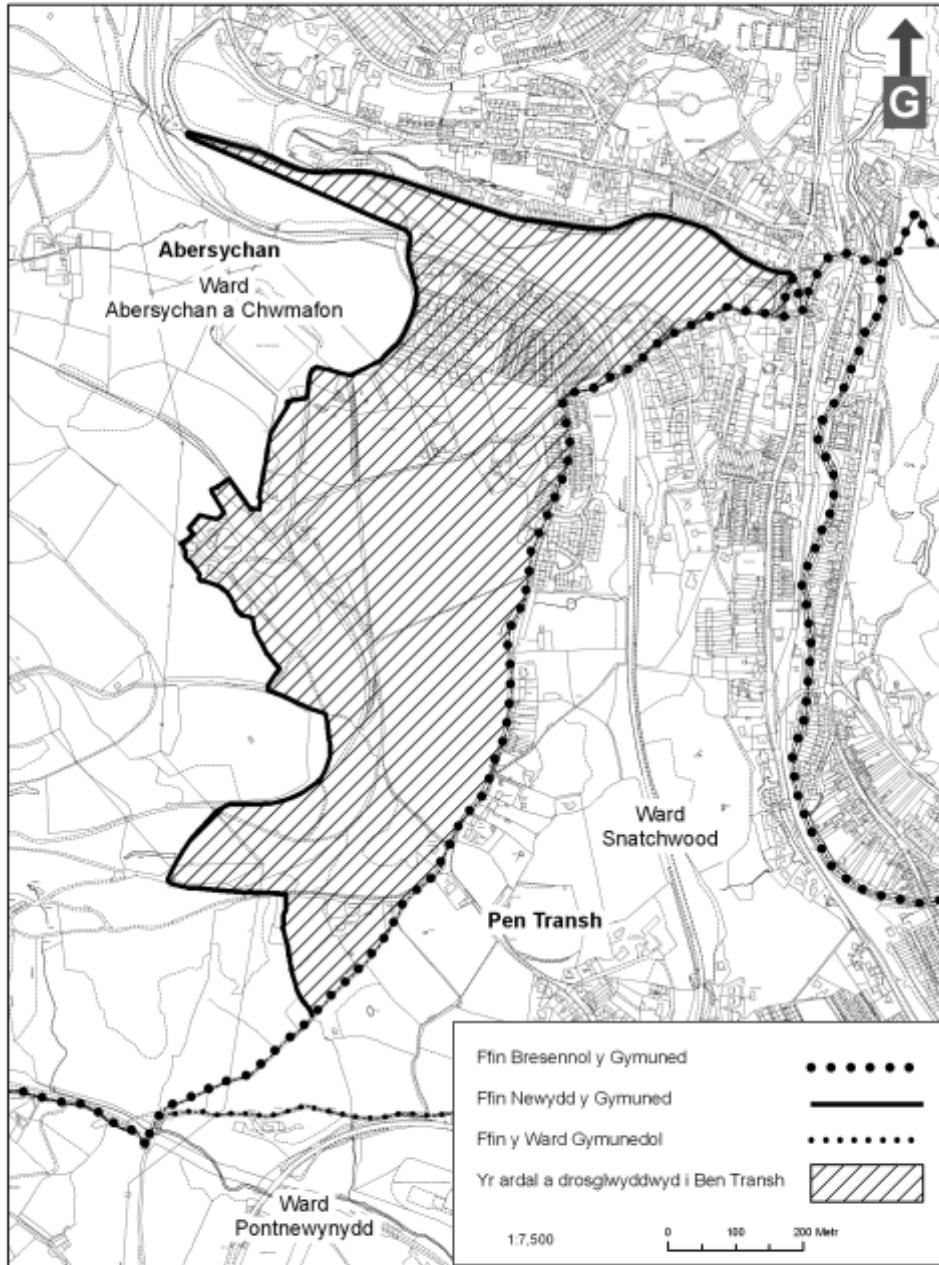 G
Abersychan
Ward
Abersychan a Chwmafon
Ward
Snatchwood
Pen Transh
Ward
Pontnewynydd
Ffin Bresennol y Gymuned
Ffin Newydd y Gymuned
Ffin y Ward Gymunedol
Yr ardal a drosglwyddwyd i Ben Transh
1:7,500
0 100 200 Metr